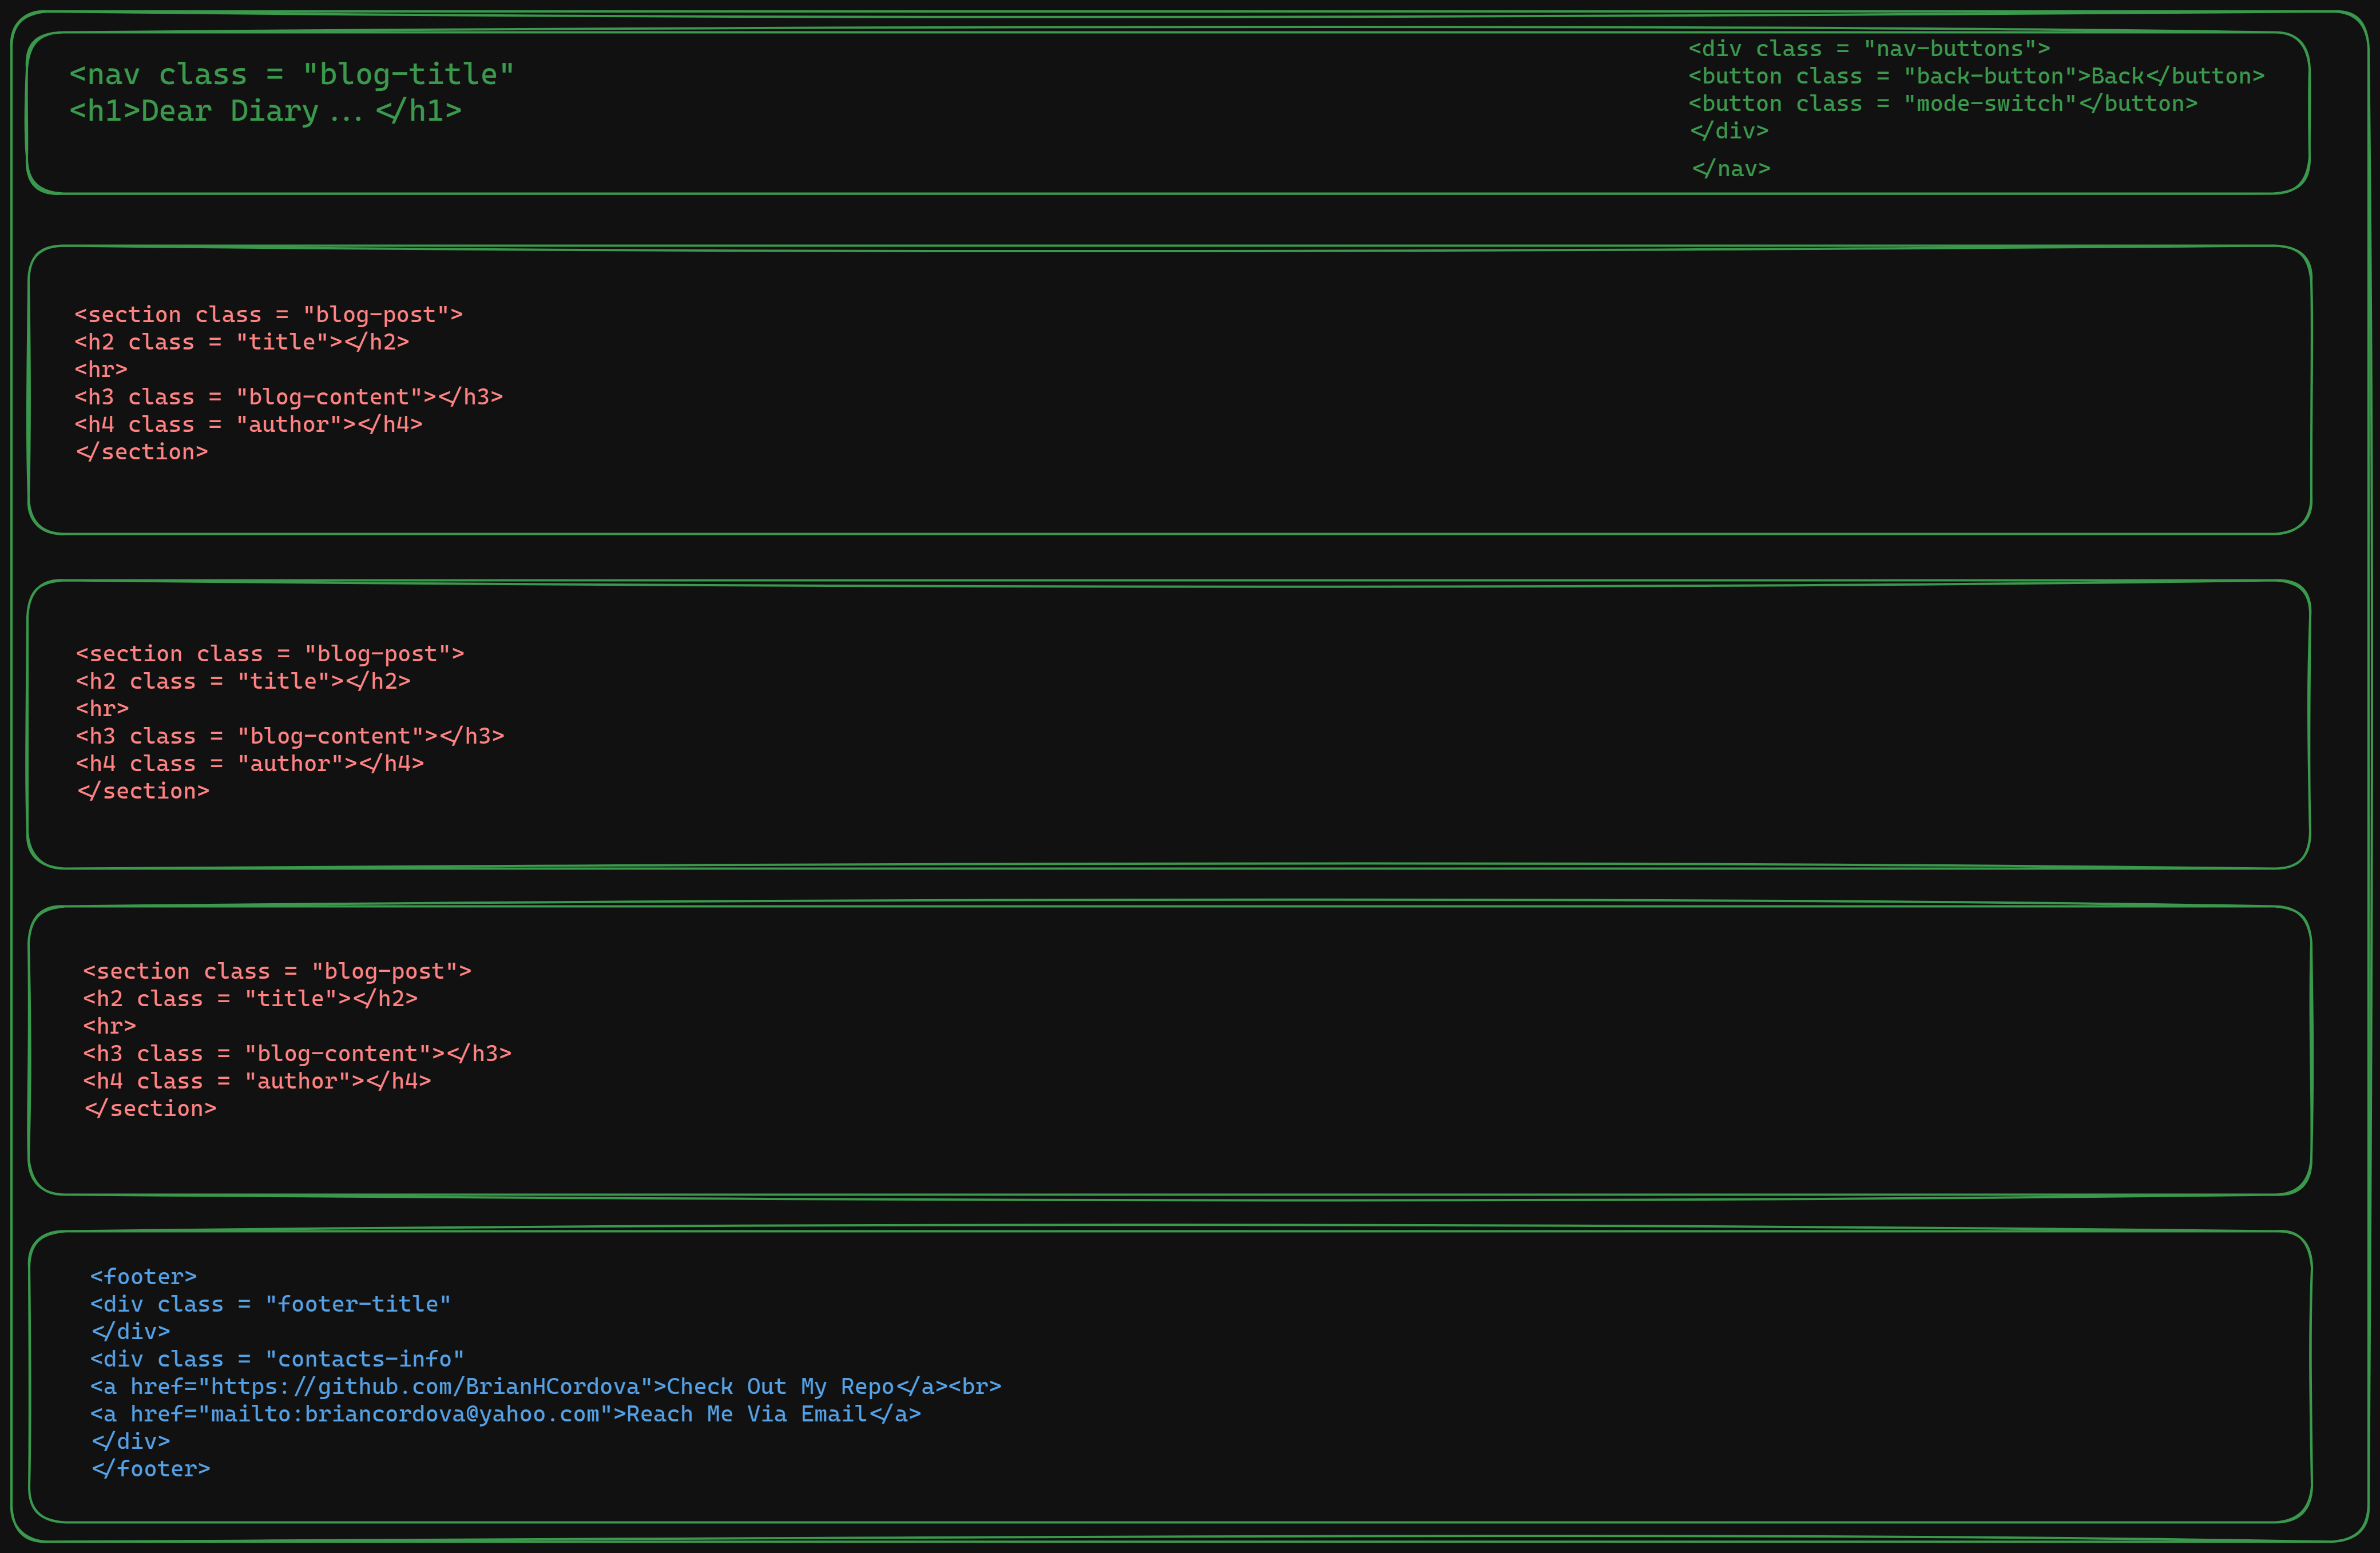 <nav class = "blog-title"
<h1>Dear Diary...</h1>
<div class = "nav-buttons">
<button class = "back-button">Back</button>
<button class = "mode-switch"</button>
</div>
</nav>
<section class = "blog-post">
<h2 class = "title"></h2>
<hr>
<h3 class = "blog-content"></h3>
<h4 class = "author"></h4>
</section>
<section class = "blog-post">
<h2 class = "title"></h2>
<hr>
<h3 class = "blog-content"></h3>
<h4 class = "author"></h4>
</section>
<section class = "blog-post">
<h2 class = "title"></h2>
<hr>
<h3 class = "blog-content"></h3>
<h4 class = "author"></h4>
</section>
<footer>
<div class = "footer-title"
</div>
<div class = "contacts-info"
<a href="https://github.com/BrianHCordova">Check Out My Repo</a><br>
<a href="mailto:briancordova@yahoo.com">Reach Me Via Email</a>
</div>
</footer>